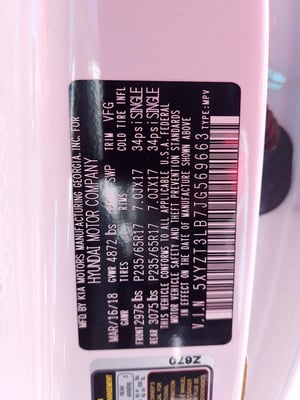 MFG BY KIA MOTORS MANUFACTURING GEORGIA, INC. FOR
HYUNDAI MOTOR COMPANY
MAR/16/18 PAINT SWP TRIM VFG
GVWR 4872 lbs
GAWR TIRES RIMS COLD TIRE INFL
FRONT 2976 lbs P235/65R17 7.0JX17 34psi SINGLE
REAR 3075 lbs P235/65R17 7.0JX17 34psi SINGLE
THIS VEHICLE CONFORMS TO ALL APPLICABLE U.S.A. FEDERAL
MOTOR VEHICLE SAFETY AND THEFT PREVENTION STANDARDS
IN EFFECT ON THE DATE OF MANUFACTURE SHOWN ABOVE.
V.I.N 5XYZT3LB7JG569663 TYPE:MPV
Z670